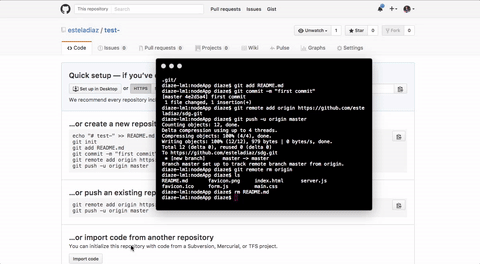 This repository
Search
Pull requests Issues Gist
esteladiaz / test-
Unwatch 1 Star 0 Fork 0
Code Issues 0 Pull requests 0 Projects 0 Wiki Pulse Graphs Settings
Quick setup — if you've
Set up in Desktop or HTTPS
We recommend every repository inclu
…or create a new reposi
echo "# test-" >> README.md
git init
git add README.md
git commit -m "first commit"
git remote add origin
git push -u origin master
…or push an existing rep
git remote add origin
git push -u origin master
…or import code from another repository
You can initialize this repository with code from a Subversion, Mercurial, or TFS project.
Import code
.git/
diaze-lm1:nodeApp diaze$ git add README.md
diaze-lm1:nodeApp diaze$ git commit -m "first commit"
[master 4e2d5a4] first commit
1 file changed, 1 insertion(+)
diaze-lm1:nodeApp diaze$ git remote add origin https://github.com/este
ladiaz/sdg.git
diaze-lm1:nodeApp diaze$ git push -u origin master
Counting objects: 12, done.
Delta compression using up to 4 threads.
Compressing objects: 100% (4/4), done.
Writing objects: 100% (12/12), 979 bytes | 0 bytes/s, done.
Total 12 (delta 0), reused 0 (delta 0)
To https://github.com/esteladiaz/sdg.git
* [new branch] master -> master
Branch master set up to track remote branch master from origin.
diaze-lm1:nodeApp diaze$ git remote rm origin
diaze-lm1:nodeApp diaze$ ls
README.md favicon.png index.html server.js
favicon.ico form.js main.css
diaze-lm1:nodeApp diaze$ rm README.md
diaze-lm1:nodeApp diaze$